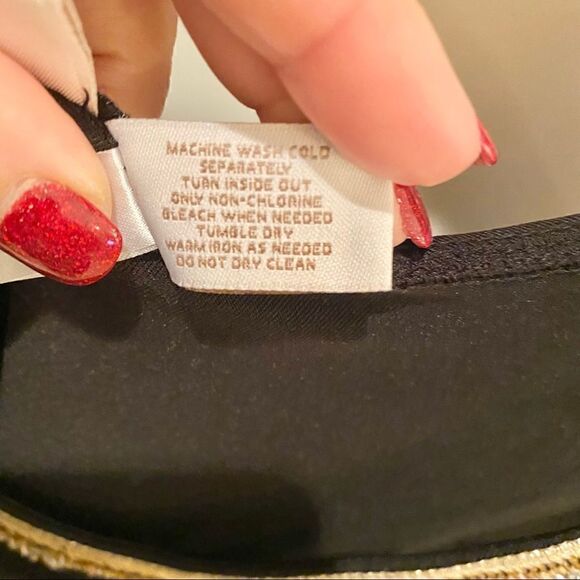 MACHINE WASH COLD
SEPARATELY
TURN INSIDE OUT
ONLY NON-CHLORINE
BLEACH WHEN NEEDED
TUMBLE DRY
WARM IRON AS NEEDED
DO NOT DRY CLEAN